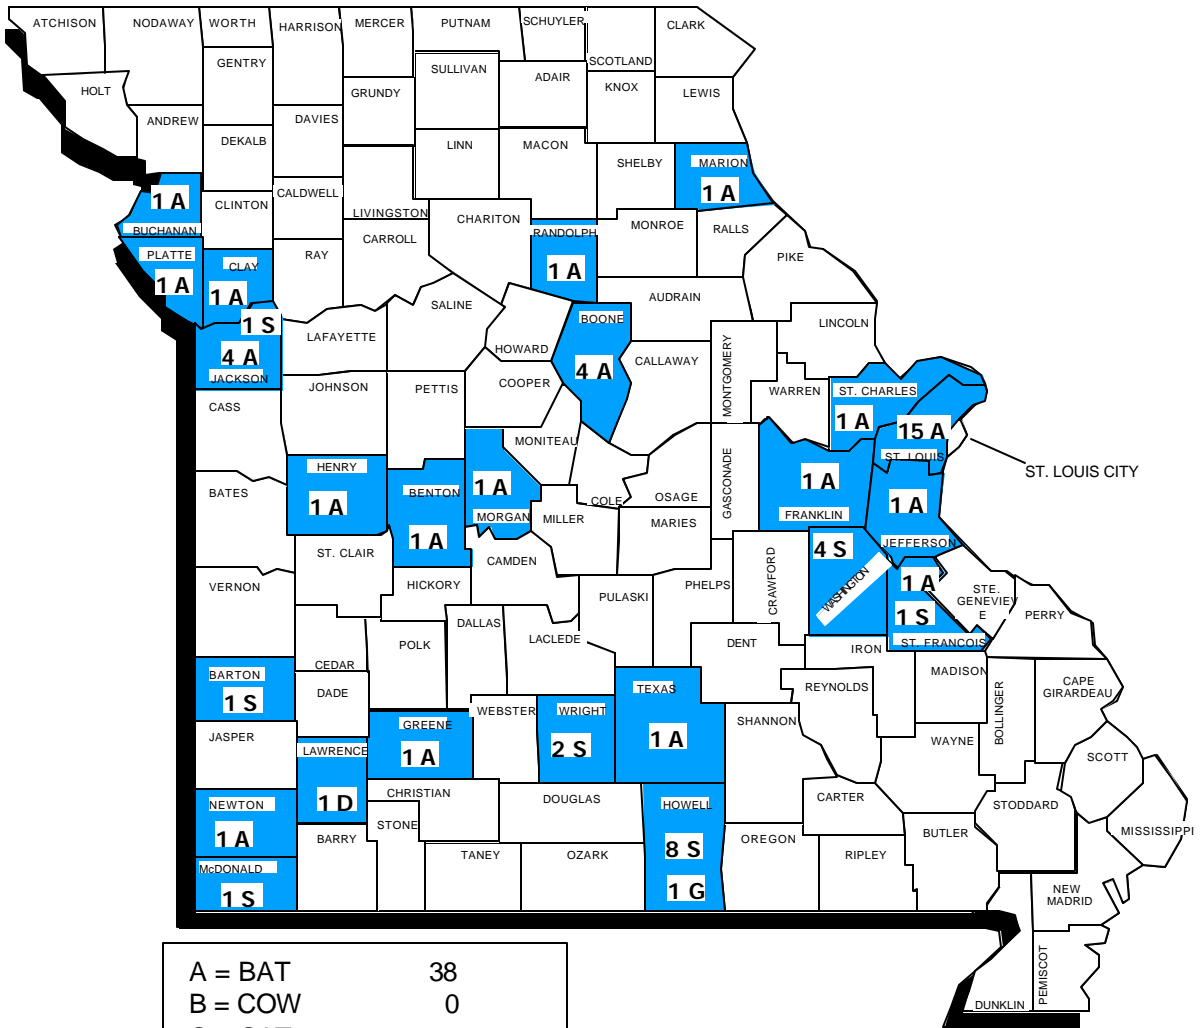 ATCHISON
NODAWAY
WORTH
HARRISON
MERCER
PUTNAM
SCHUYLER
CLARK
SCOTLAND
GENTRY
SULLIVAN
ADAIR
KNOX
LEWIS
HOLT
GRUNDY
ANDREW
DAVIES
DEKALB
LINN
MACON
SHELBY
MARION
1 A
1 A
BUCHANAN
CLINTON
CALDWELL
LIVINGSTON
CHARITON
RANDOLPH
1 A
MONROE
RALLS
PLATTE
1 A
CLAY
1 A
RAY
CARROLL
PIKE
1 S
4 A
JACKSON
LAFAYETTE
SALINE
HOWARD
BOONE
4 A
AUDRAIN
LINCOLN
CALLAWAY
MONTGOMERY
WARREN
ST. CHARLES
1 A
15 A
ST. LOUIS
ST. LOUIS CITY
CASS
JOHNSON
PETTIS
COOPER
MONITEAU
HENRY
1 A
BENTON
1 A
1 A
MORGAN
BATES
MILLER
COLE
OSAGE
GASCONADE
1 A
FRANKLIN
1 A
JEFFERSON
MARIES
ST. CLAIR
CAMDEN
4 S
WASHINGTON
1 A
1 S
ST. FRANCOIS
STE.
GENEVIEV
E
PERRY
VERNON
HICKORY
PULASKI
PHELPS
CRAWFORD
DALLAS
LACLEDE
POLK
CEDAR
DENT
IRON
MADISON
BARTON
1 S
DADE
REYNOLDS
BOLLINGER
CAPE
GIRARDEAU
TEXAS
1 A
WEBSTER
WRIGHT
2 S
GREENE
1 A
SHANNON
JASPER
LAWRENCE
1 D
WAYNE
SCOTT
NEWTON
1 A
CHRISTIAN
DOUGLAS
HOWELL
8 S
1 G
CARTER
STODDARD
MISSISSIPPI
STONE
BARRY
OREGON
BUTLER
TANEY
OZARK
RIPLEY
McDONALD
1 S
NEW
MADRID
PEMISCOT
DUNKLIN
A = BAT 38
B = COW 0